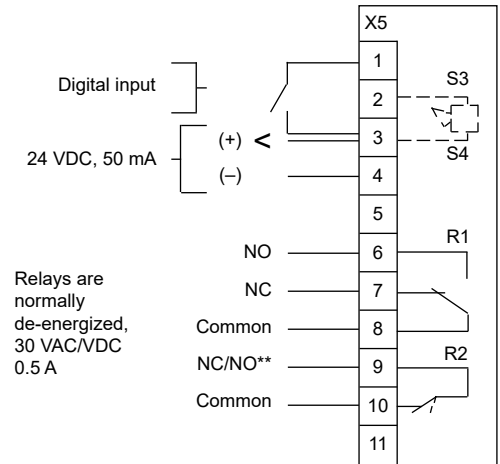 X5
1
Digital input
2
S3
(+)
<
3
24 VDC, 50 mA
S4
(–)
4
5
NO
6
R1
NC
7
Relays are
normally
de-energized,
30 VAC/VDC
0.5 A
Common
8
NC/NO**
9
R2
Common
10
11